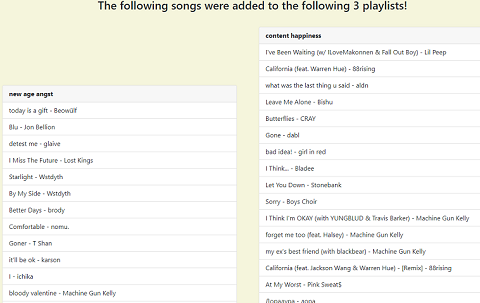 The following songs were added to the following 3 playlists!
new age angst
today is a gift - Beowülf
Blu - Jon Bellion
detest me - glaive
I Miss The Future - Lost Kings
Starlight - Wstdyth
By My Side - Wstdyth
Better Days - brody
Comfortable - nomu.
Goner - T Shan
it'll be ok - karson
I - ichika
bloody valentine - Machine Gun Kelly
content happiness
I've Been Waiting (w/ ILoveMakonnen & Fall Out Boy) - Lil Peep
California (feat. Warren Hue) - 88rising
what was the last thing u said - aldn
Leave Me Alone - Bishu
Butterflies - CRAY
Gone - dabl
bad idea! - girl in red
I Think... - Bladee
Let You Down - Stonebank
Sorry - Boys Choir
I Think I'm OKAY (with YUNGBLUD & Travis Barker) - Machine Gun Kelly
forget me too (feat. Halsey) - Machine Gun Kelly
my ex's best friend (with blackbear) - Machine Gun Kelly
California (feat. Jackson Wang & Warren Hue) - [Remix] - 88rising
At My Worst - Pink Sweat$